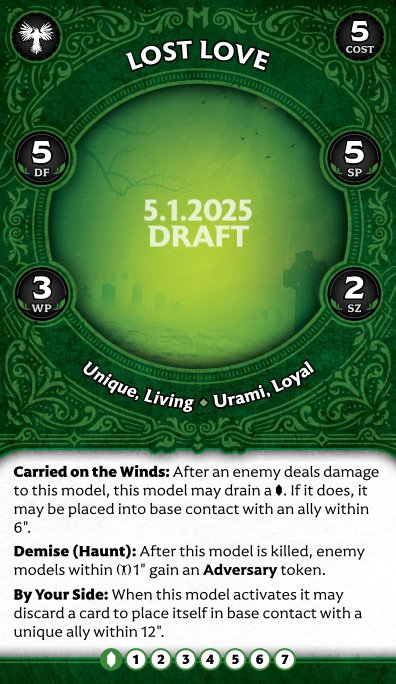 LOST LOVE
5
COST
5
DF
5
SP
5.1.2025
DRAFT
3
WP
2
SZ
Unique, Living ◆ Urami, Loyal
Carried on the Winds: After an enemy deals damage
to this model, this model may drain a ⬮. If it does, it
may be placed into base contact with an ally within
6".
Demise (Haunt): After this model is killed, enemy
models within 1" gain an Adversary token.
By Your Side: When this model activates it may
discard a card to place itself in base contact with a
unique ally within 12".
1 2 3 4 5 6 7